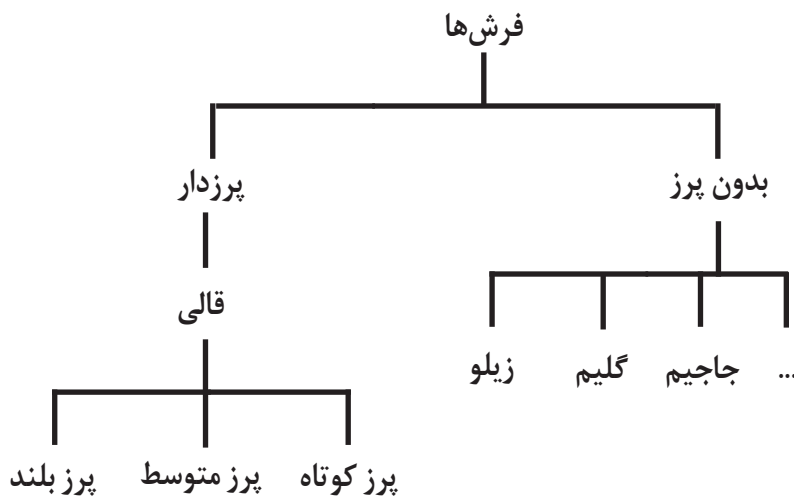 فرش‌ها
بدون پرز
پرزدار
قالی
...
جاجیم
گلیم
زیلو
پرز کوتاه
پرز متوسط
پرز بلند